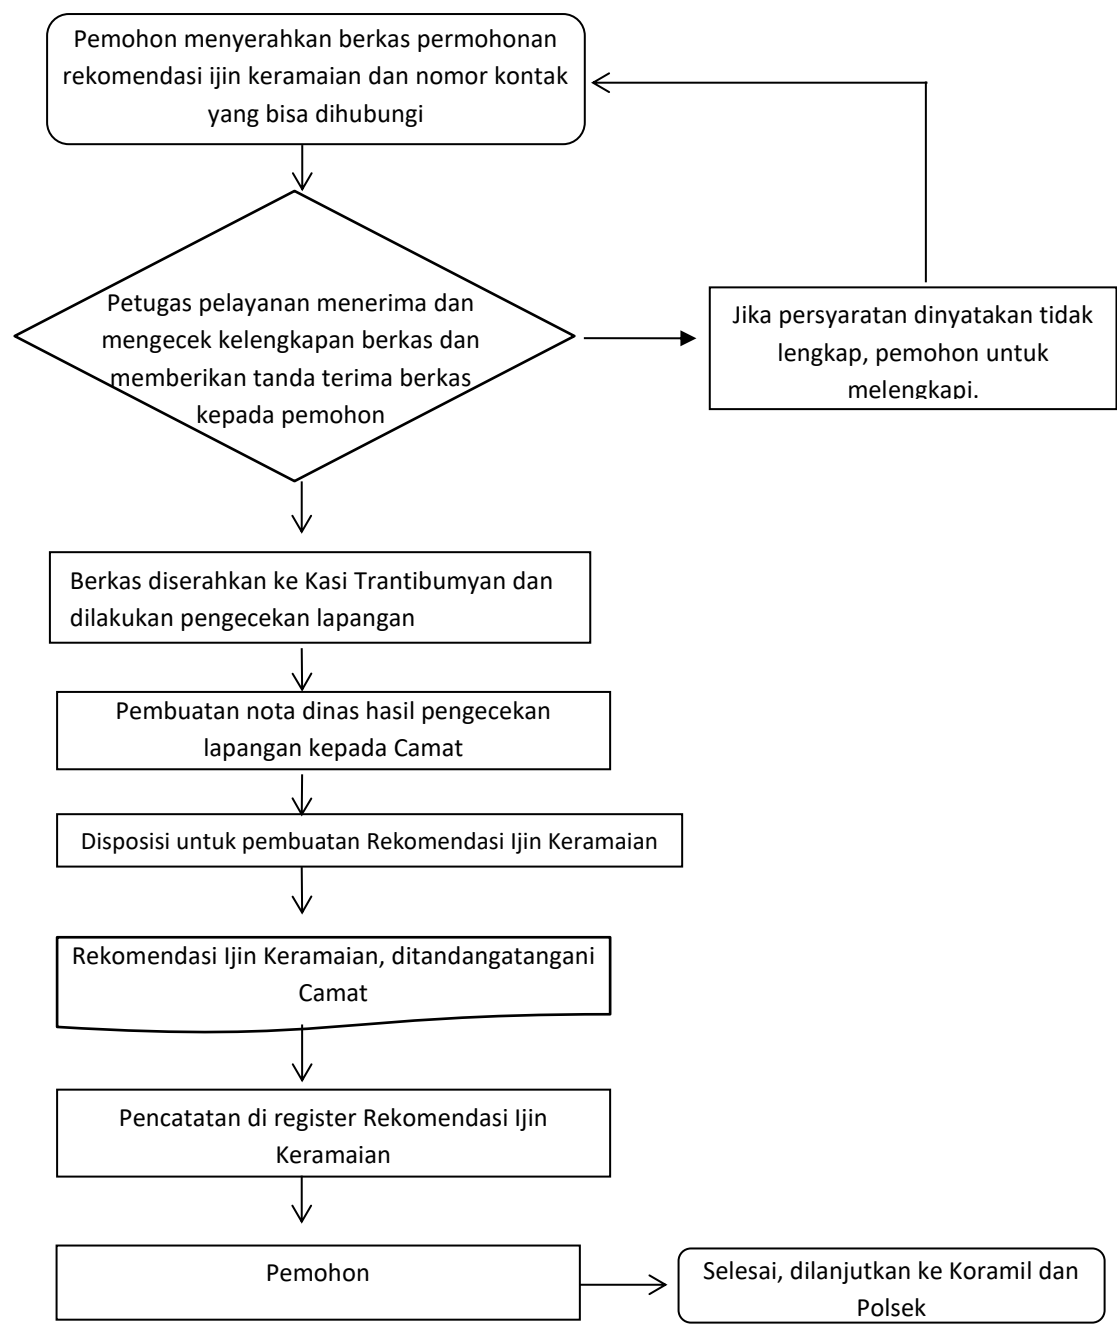 Pemohon menyerahkan berkas permohonan
rekomendasi ijin keramaian dan nomor kontak
yang bisa dihubungi
Petugas pelayanan menerima dan
mengecek kelengkapan berkas dan
memberikan tanda terima berkas
kepada pemohon
Jika persyaratan dinyatakan tidak
lengkap, pemohon untuk
melengkapi.
Berkas diserahkan ke Kasi Trantibumyan dan
dilakukan pengecekan lapangan
Pembuatan nota dinas hasil pengecekan
lapangan kepada Camat
Disposisi untuk pembuatan Rekomendasi Ijin Keramaian
Rekomendasi Ijin Keramaian, ditandangatangani
Camat
Pencatatan di register Rekomendasi Ijin
Keramaian
Pemohon
Selesai, dilanjutkan ke Koramil dan
Polsek